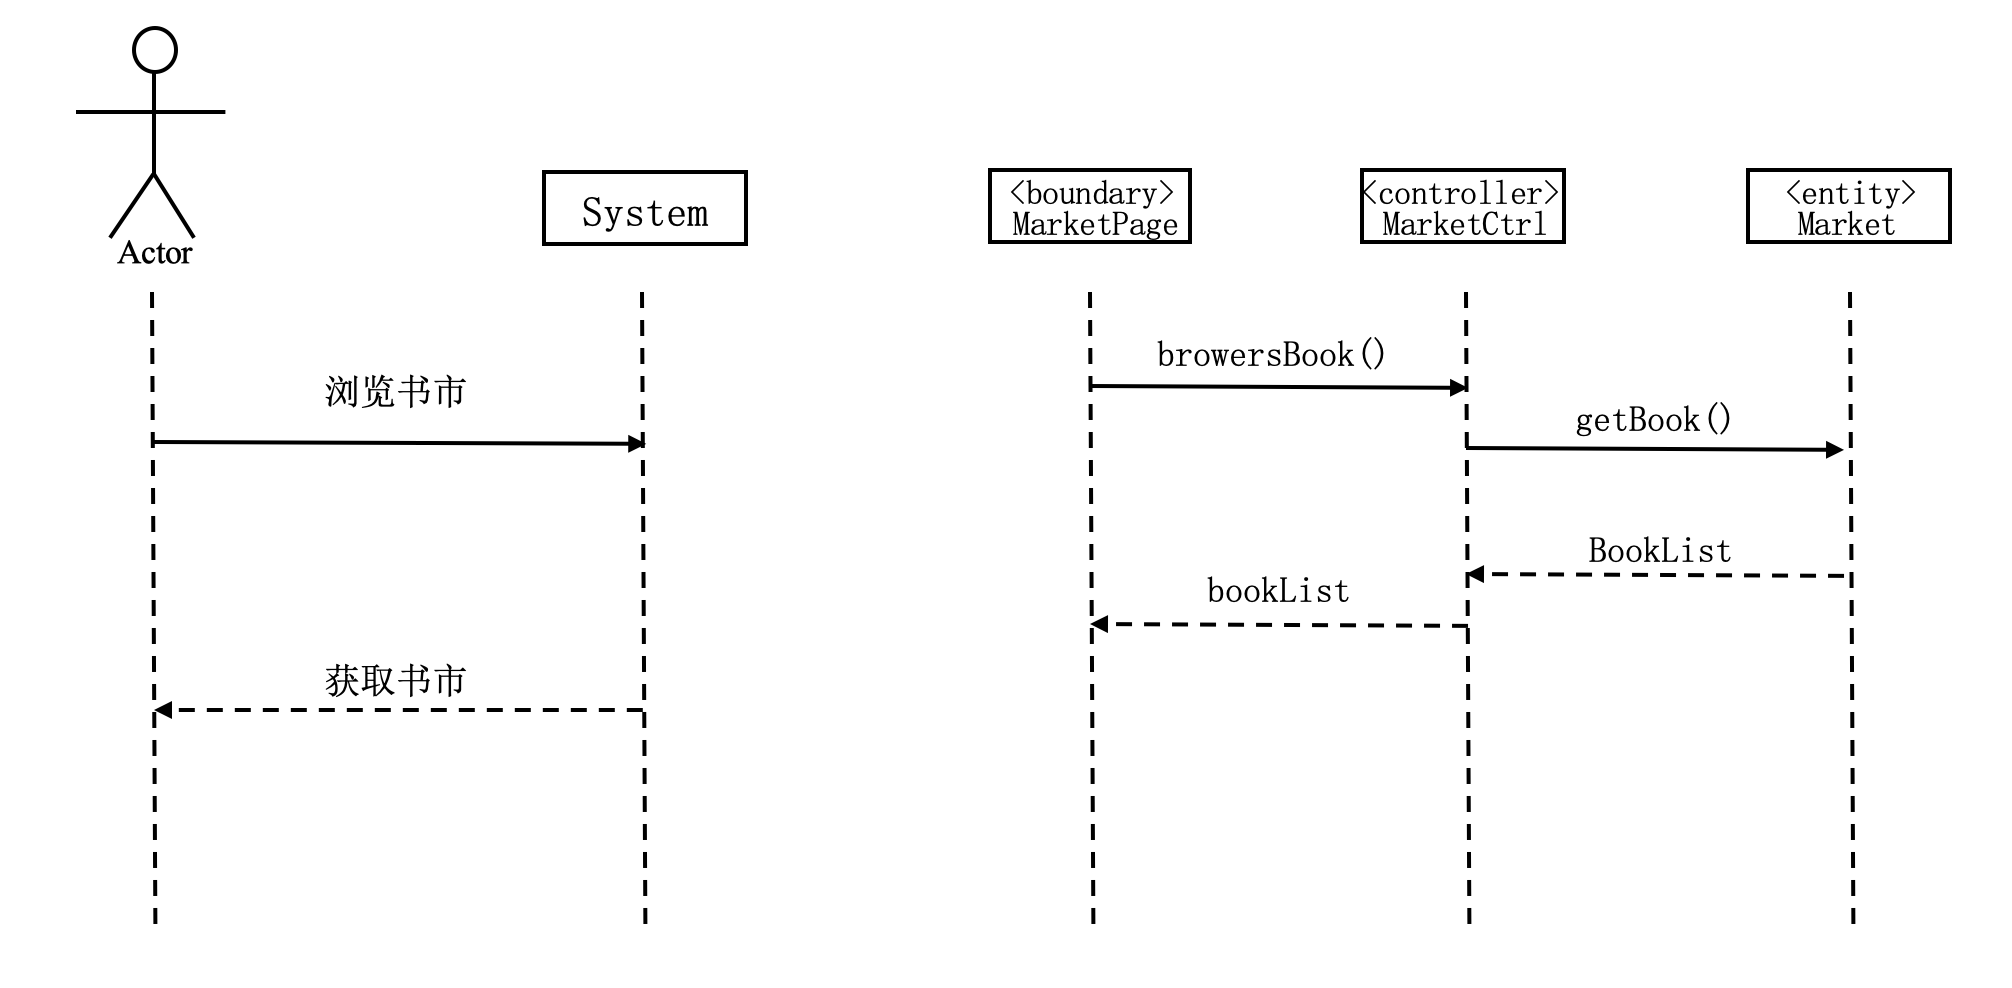 Actor
System
<boundary>
MarketPage
<controller>
MarketCtrl
<entity>
Market
浏览书市
browersBook()
getBook()
BookList
bookList
获取书市